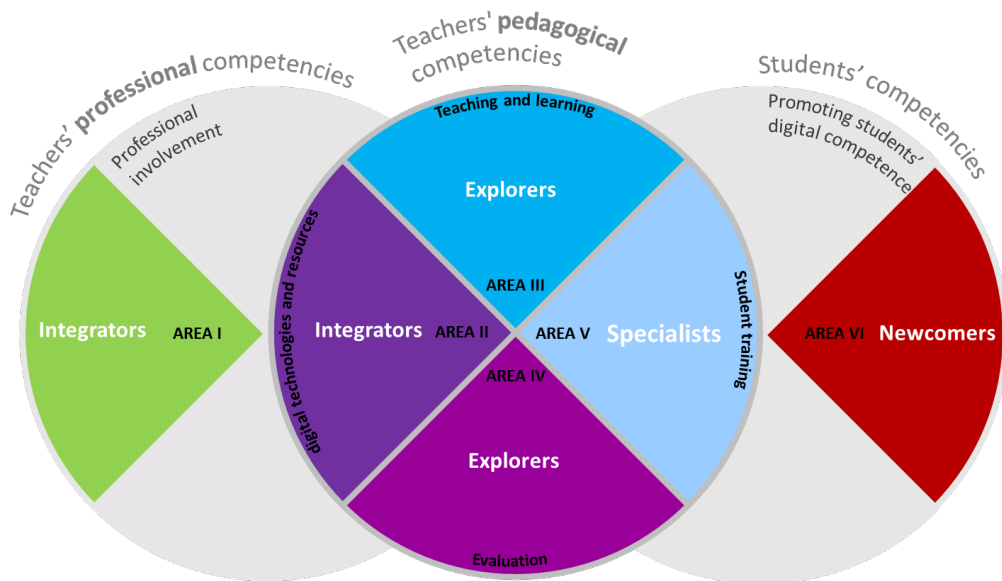 Teachers' professional competencies
Professional
involvement
Integrators
AREA I
Teachers' pedagogical
competencies
Teaching and learning
Explorers
AREA III
digital technologies and resources
Integrators
AREA II
AREA V
Specialists
Student training
AREA IV
Explorers
Evaluation
Students' competencies
Promoting students'
digital competence
AREA VI
Newcomers